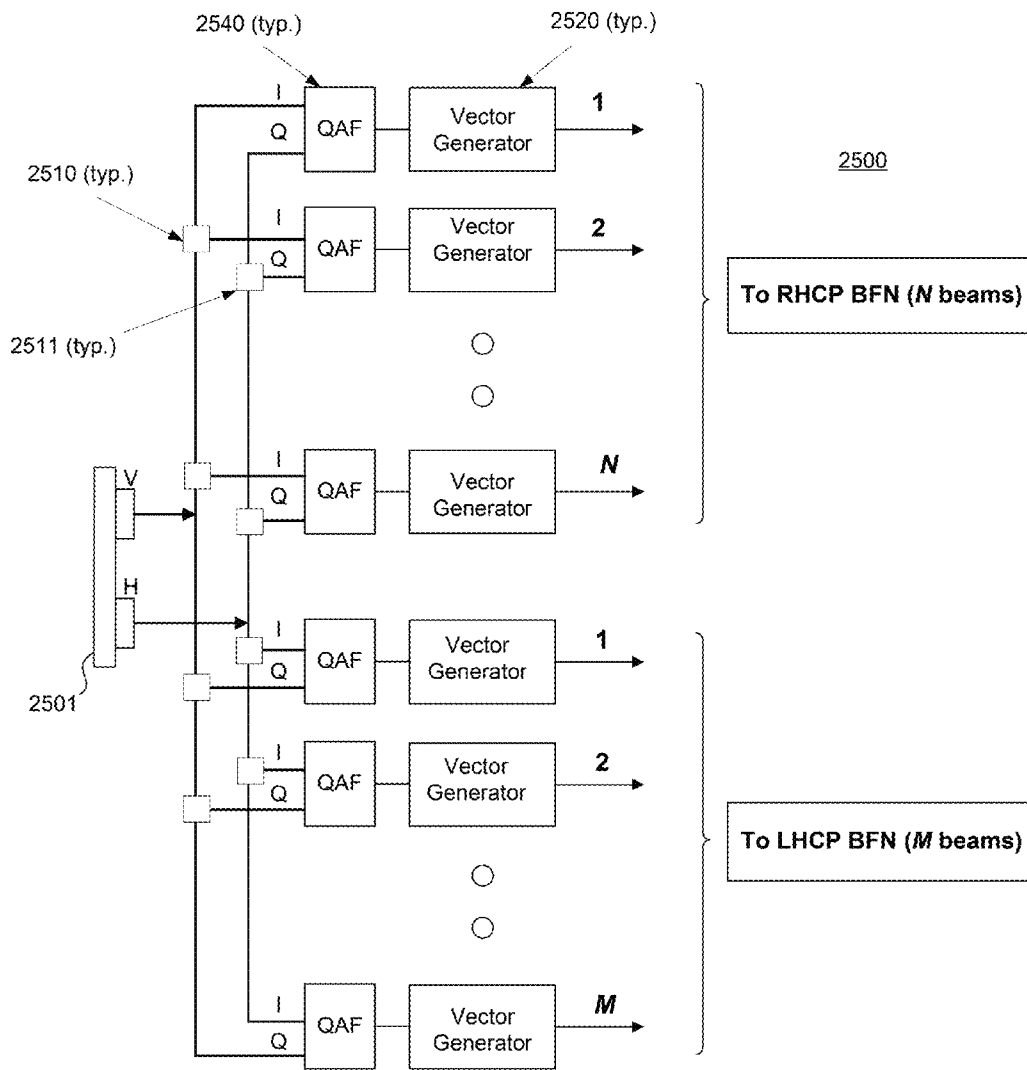 2540 (typ.)
2520 (typ.)
I
Q
QAF
Vector
Generator
1
2500
2510 (typ.)
I
Q
QAF
Vector
Generator
2
To RHCP BFN (N beams)
2511 (typ.)
I
Q
QAF
Vector
Generator
N
V
H
I
Q
QAF
Vector
Generator
1
2501
I
Q
QAF
Vector
Generator
2
To LHCP BFN (M beams)
I
Q
QAF
Vector
Generator
M